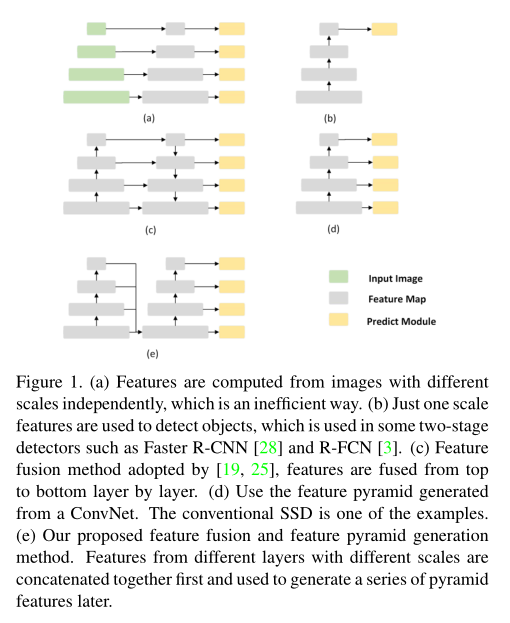 (a)
(b)
(c)
(d)
(e)
Input Image
Feature Map
Predict Module
Figure 1. (a) Features are computed from images with different
scales independently, which is an inefficient way. (b) Just one scale
features are used to detect objects, which is used in some two-stage
detectors such as Faster R-CNN [28] and R-FCN [3]. (c) Feature
fusion method adopted by [19, 25], features are fused from top
to bottom layer by layer. (d) Use the feature pyramid generated
from a ConvNet. The conventional SSD is one of the examples.
(e) Our proposed feature fusion and feature pyramid generation
method. Features from different layers with different scales are
concatenated together first and used to generate a series of pyramid
features later.